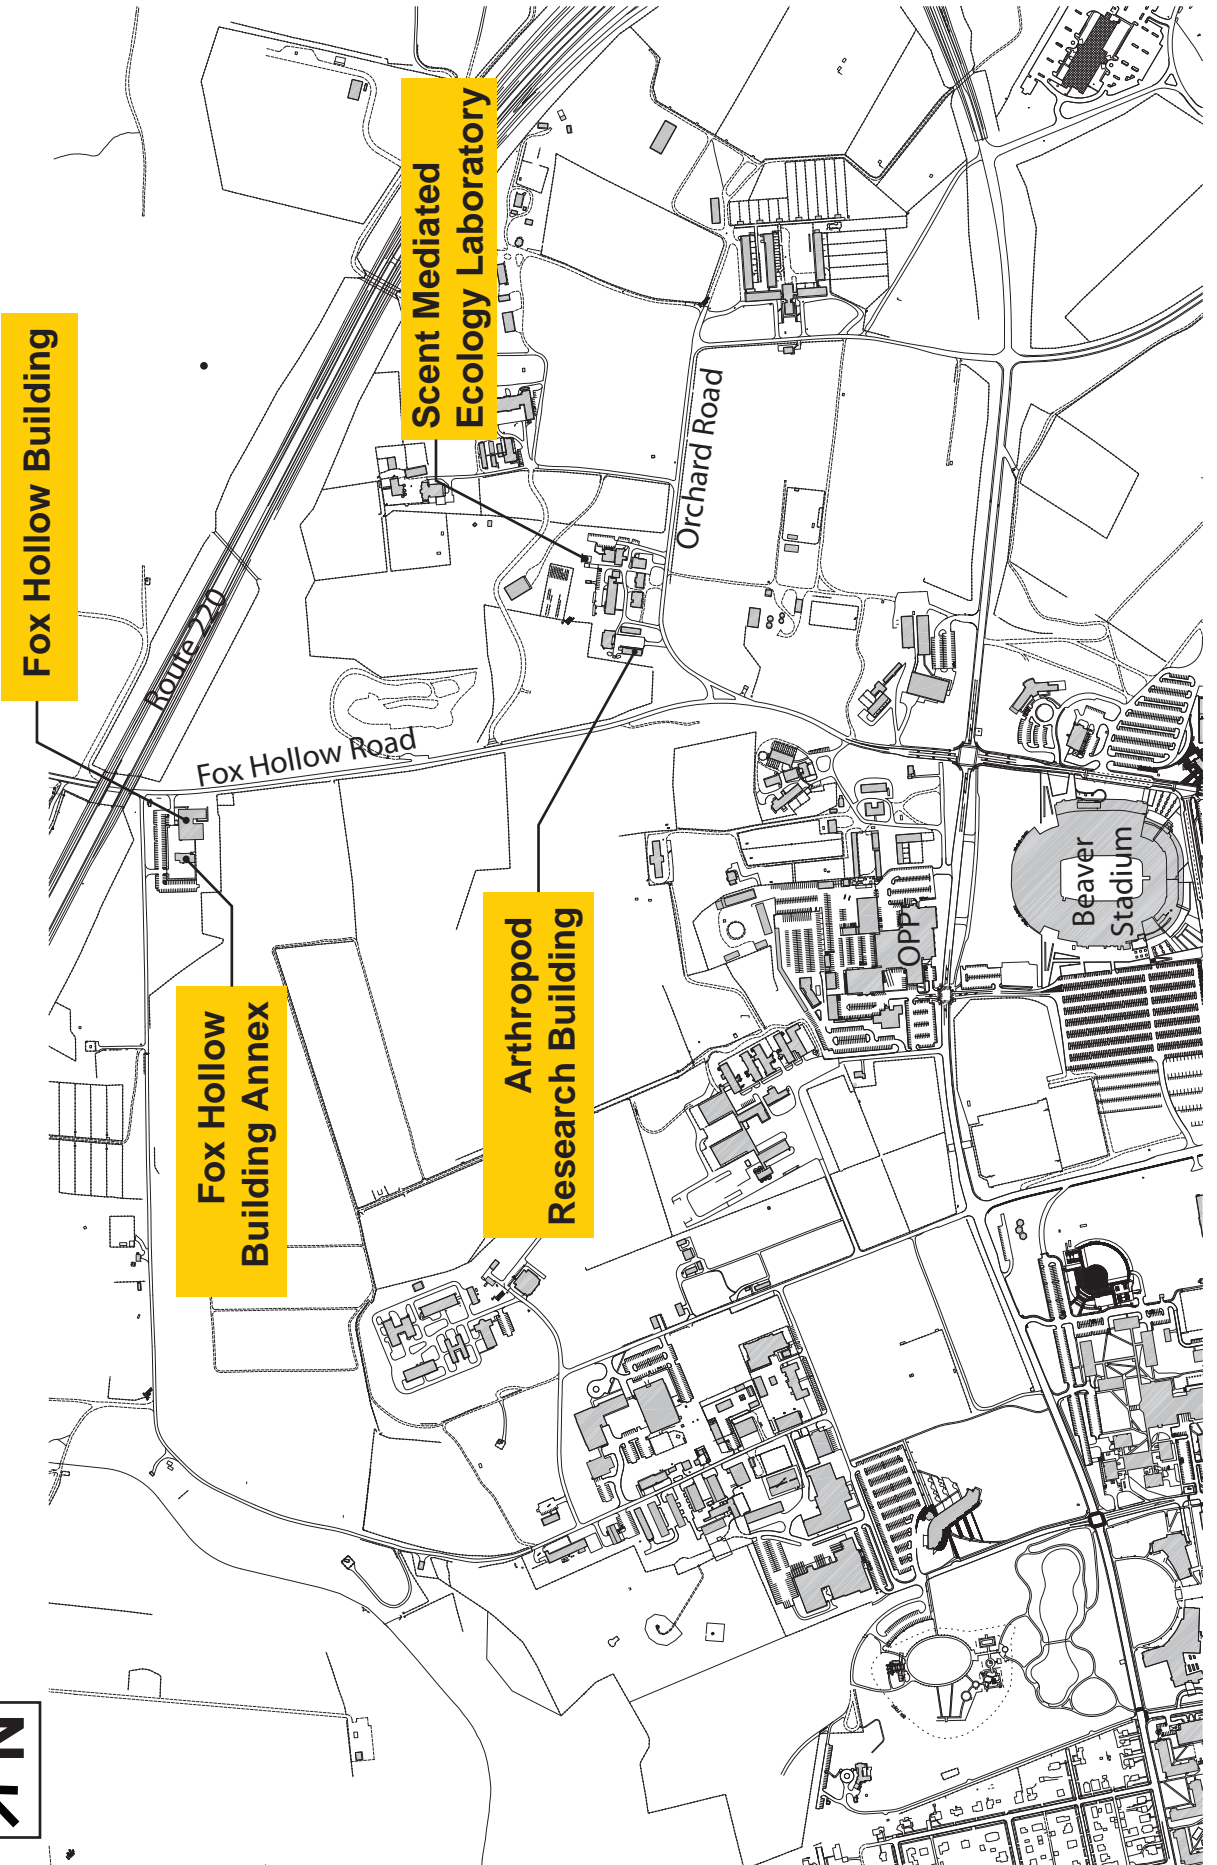 Fox Hollow Building
Route 220
Fox Hollow Road
Scent Mediated
Ecology Laboratory
Orchard Road
Fox Hollow
Building Annex
Arthropod
Research Building
OPP
Beaver
Stadium
N